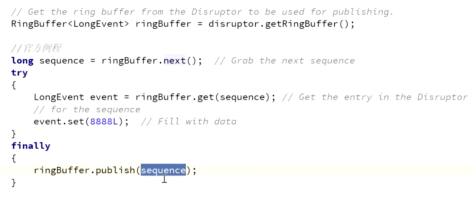 // Get the ring buffer from the Disruptor to be used for publishing.
RingBuffer<LongEvent> ringBuffer = disruptor.getRingBuffer();
//官方例程
long sequence = ringBuffer.next();  // Grab the next sequence
try
{
    LongEvent event = ringBuffer.get(sequence); // Get the entry in the Disruptor
    // for the sequence
    event.set(8888L);  // Fill with data
}
finally
{
    ringBuffer.publish(sequence);
}